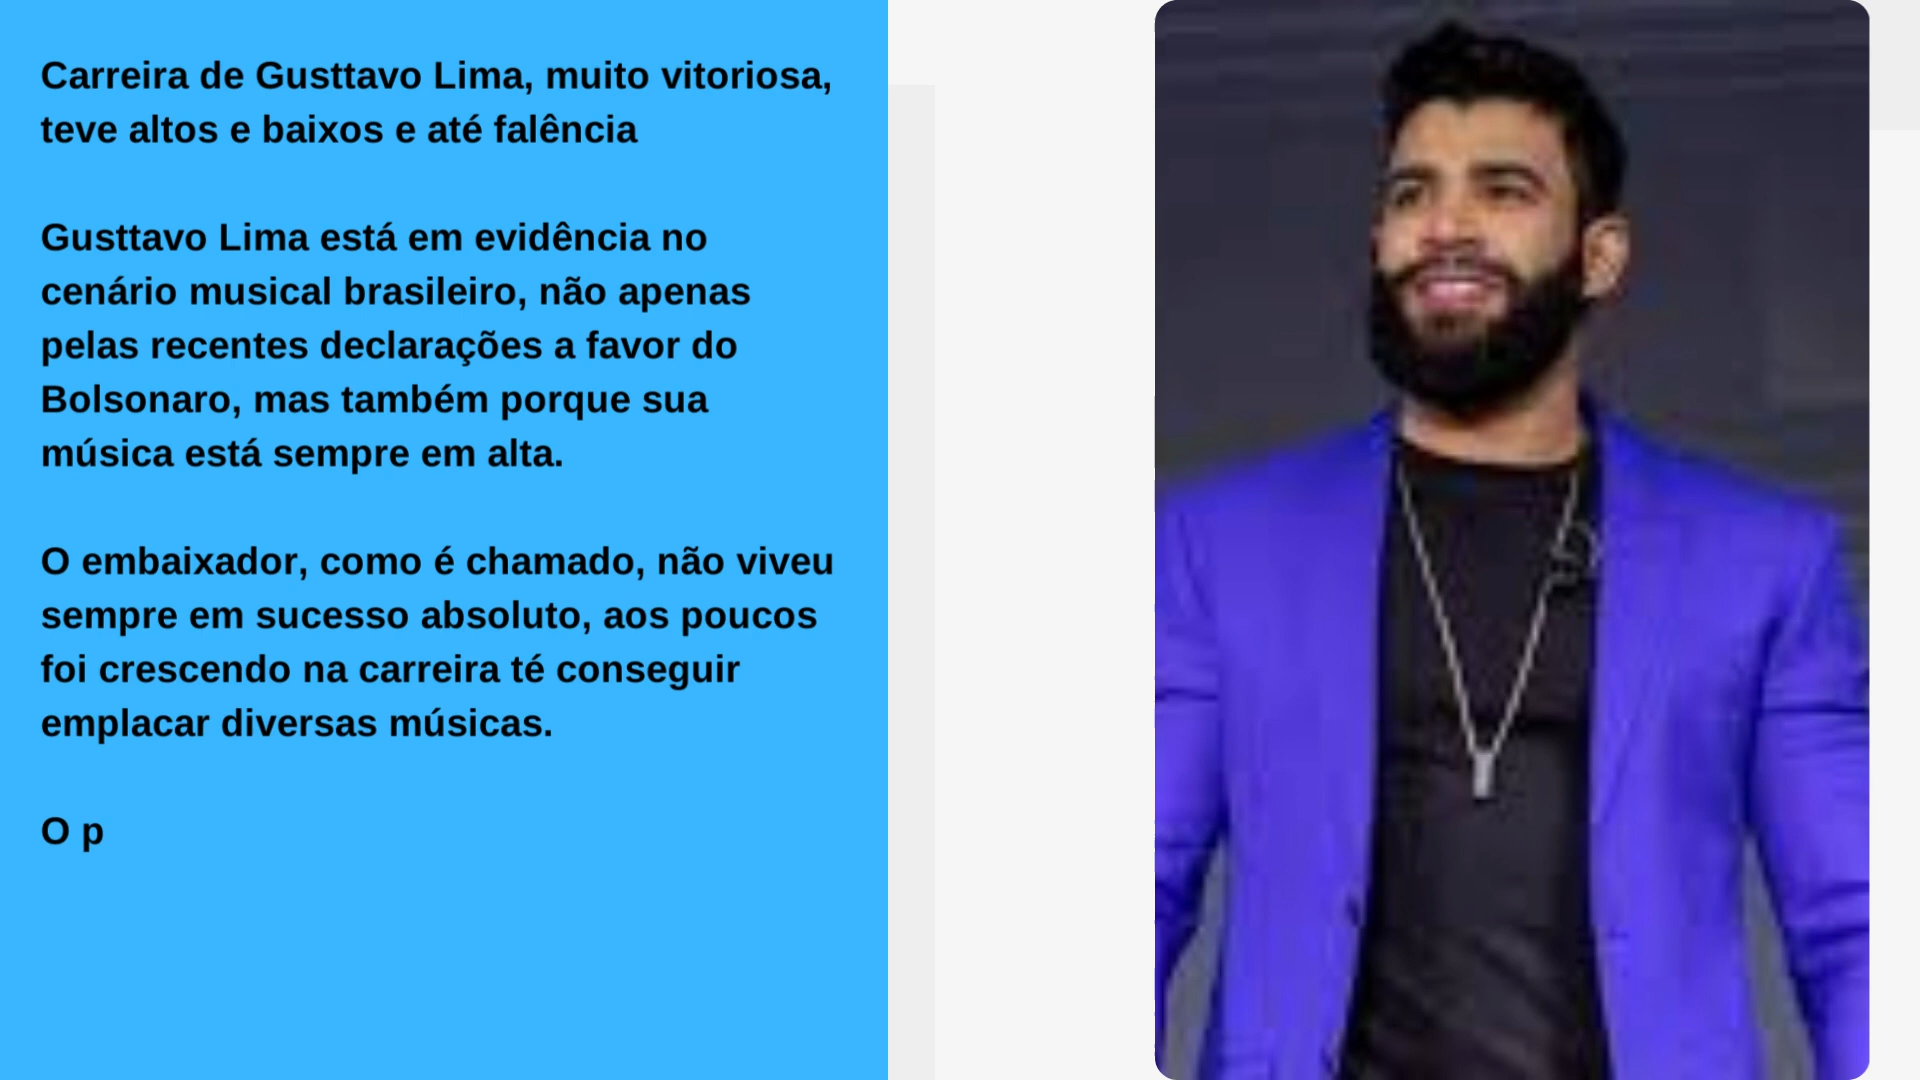 Carreira de Gusttavo Lima, muito vitoriosa,
teve altos e baixos e até falência
Gusttavo Lima está em evidência no
cenário musical brasileiro, não apenas
pelas recentes declarações a favor do
Bolsonaro, mas também porque sua
música está sempre em alta.
O embaixador, como é chamado, não viveu
sempre em sucesso absoluto, aos poucos
foi crescendo na carreira té conseguir
emplacar diversas músicas.
O p